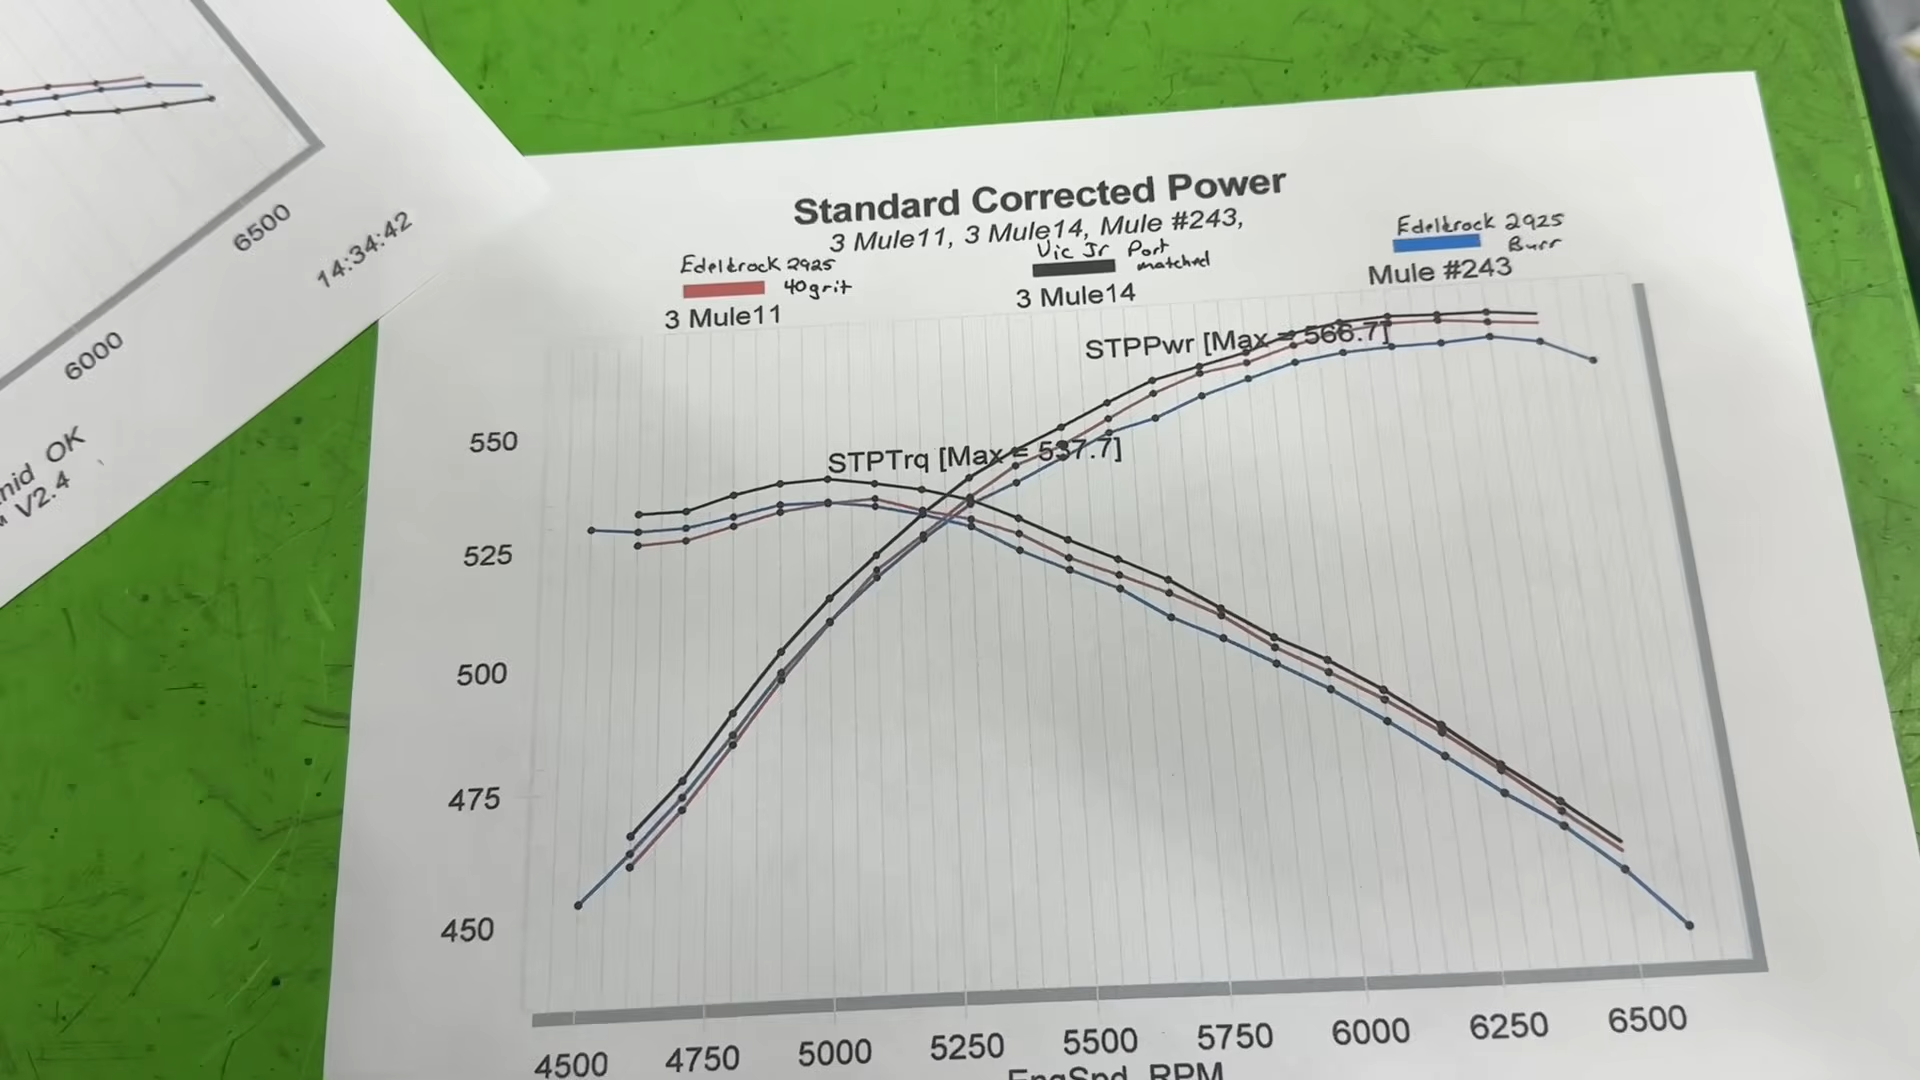 6500
14:34:42
6000
OK
V2.4
Standard Corrected Power
3 Mule11, 3 Mule14, Mule #243,
Edelbrock 2925
40grit
3 Mule11
Vic Jr Port
matched
3 Mule14
Edelbrock 2925
Burr
Mule #243
STPPwr [Max = 566.7]
STPTrq [Max = 537.7]
550
525
500
475
450
4500 4750 5000 5250 5500 5750 6000 6250 6500
EngSpd RPM